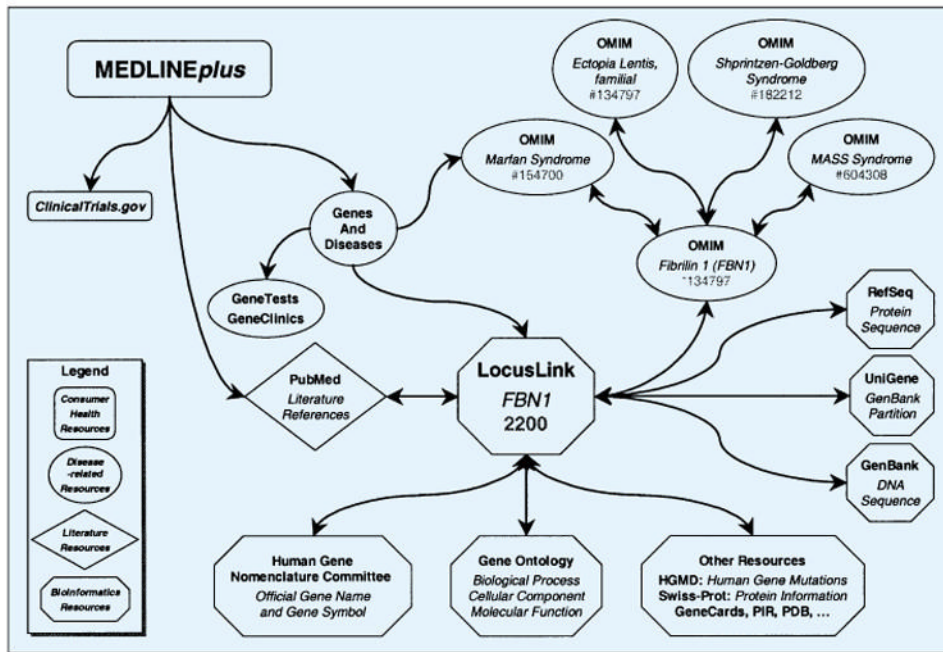 MEDLINEplus
OMIM
Ectopia Lentis,
familial
#134797
OMIM
Shprintzen-Goldberg
Syndrome
#182212
OMIM
Marfan Syndrome
#154700
OMIM
MASS Syndrome
#604308
ClinicalTrials.gov
Genes
And
Diseases
OMIM
Fibrilin 1 (FBN1)
*134797
GeneTests
GeneClinics
RefSeq
Protein
Sequence
LocusLink
FBN1
2200
PubMed
Literature
References
UniGene
GenBank
Partition
GenBank
DNA
Sequence
Legend
Consumer
Health
Resources
Disease
-related
Resources
Literature
Resources
Bioinformatics
Resources
Human Gene
Nomenclature Committee
Official Gene Name
and Gene Symbol
Gene Ontology
Biological Process
Cellular Component
Molecular Function
Other Resources
HGMD: Human Gene Mutations
Swiss-Prot: Protein Information
GeneCards, PIR, PDB, ...